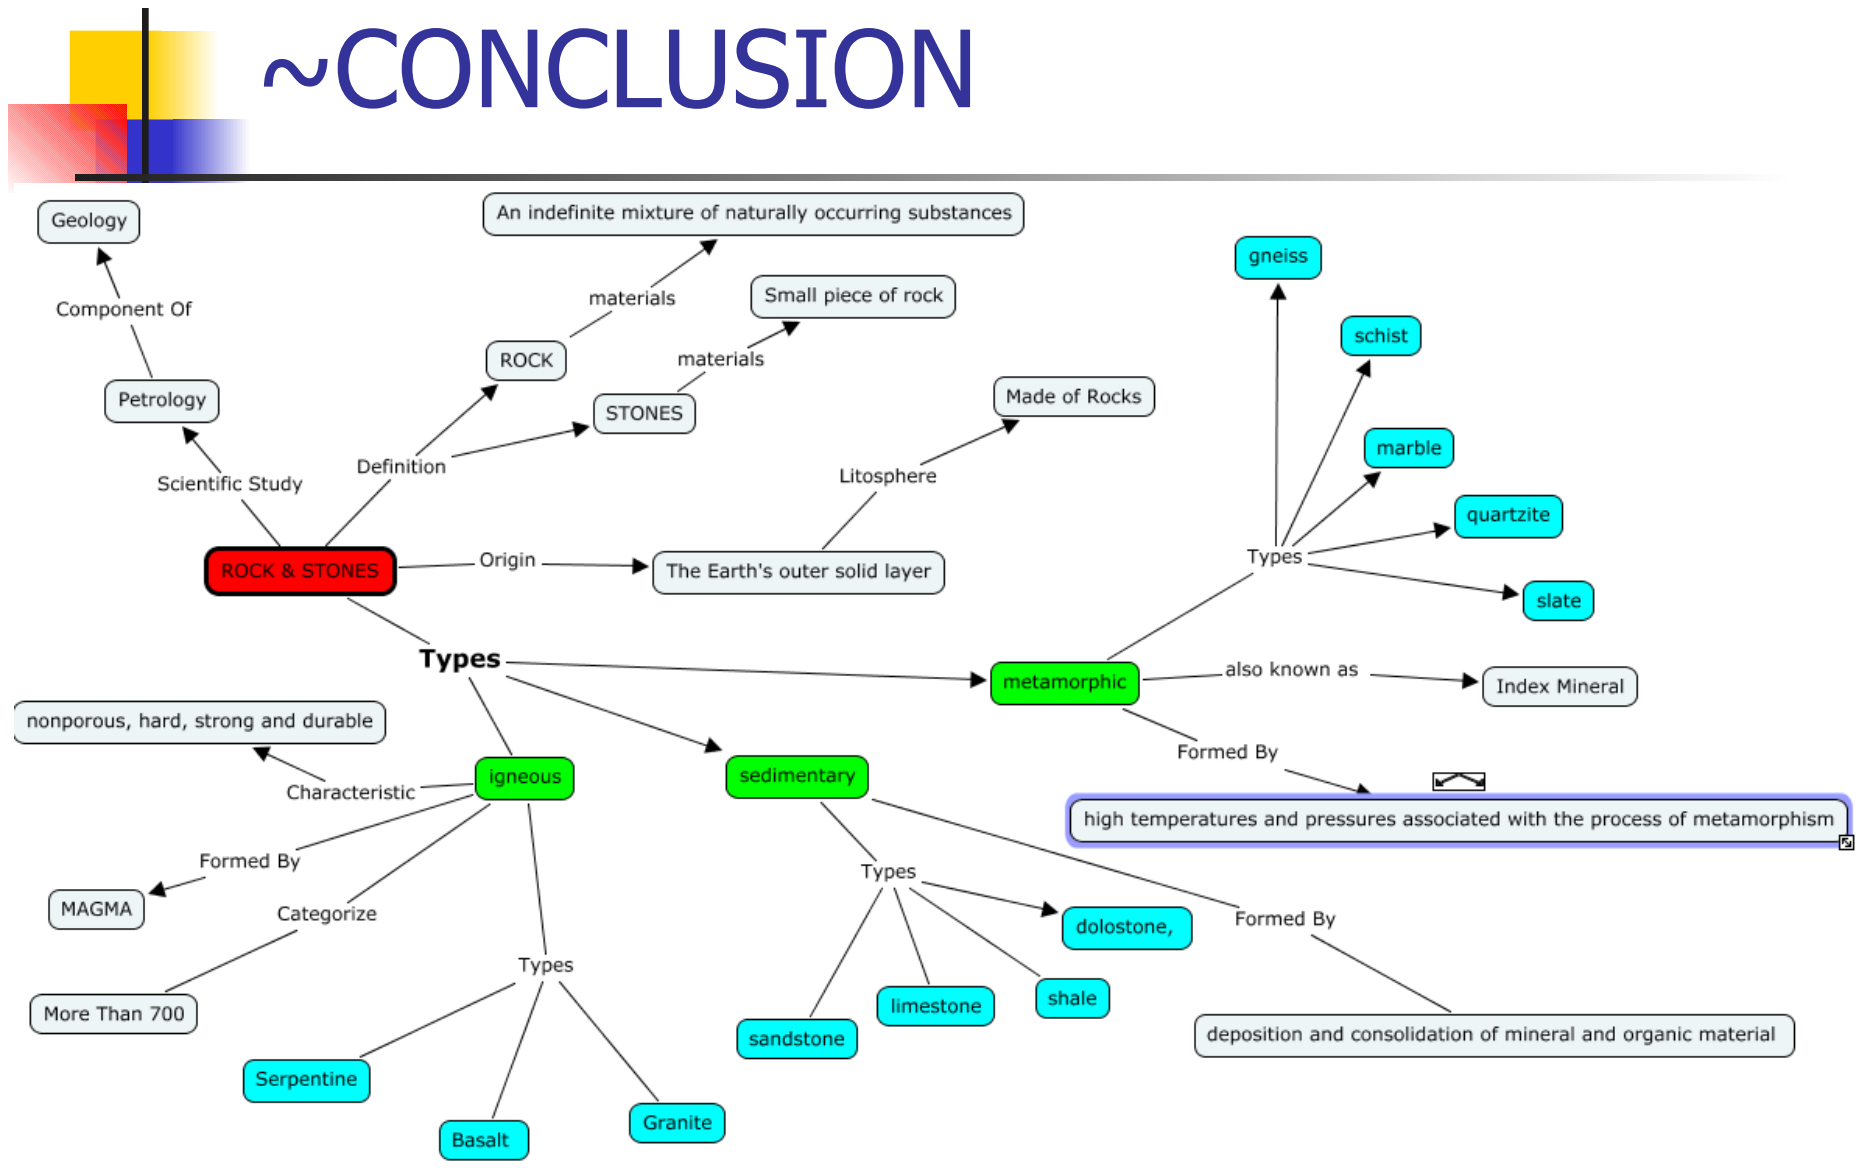 ~CONCLUSION
Geology
An indefinite mixture of naturally occurring substances
gneiss
Component Of
materials
Small piece of rock
schist
ROCK
materials
Petrology
STONES
Made of Rocks
marble
Scientific Study
Definition
Litosphere
quartzite
ROCK & STONES
Origin
The Earth's outer solid layer
Types
slate
Types
metamorphic
also known as
Index Mineral
nonporous, hard, strong and durable
Formed By
igneous
sedimentary
Characteristic
high temperatures and pressures associated with the process of metamorphism
Formed By
MAGMA
Categorize
Types
dolostone,
Formed By
Types
More Than 700
limestone
shale
sandstone
deposition and consolidation of mineral and organic material
Serpentine
Basalt
Granite